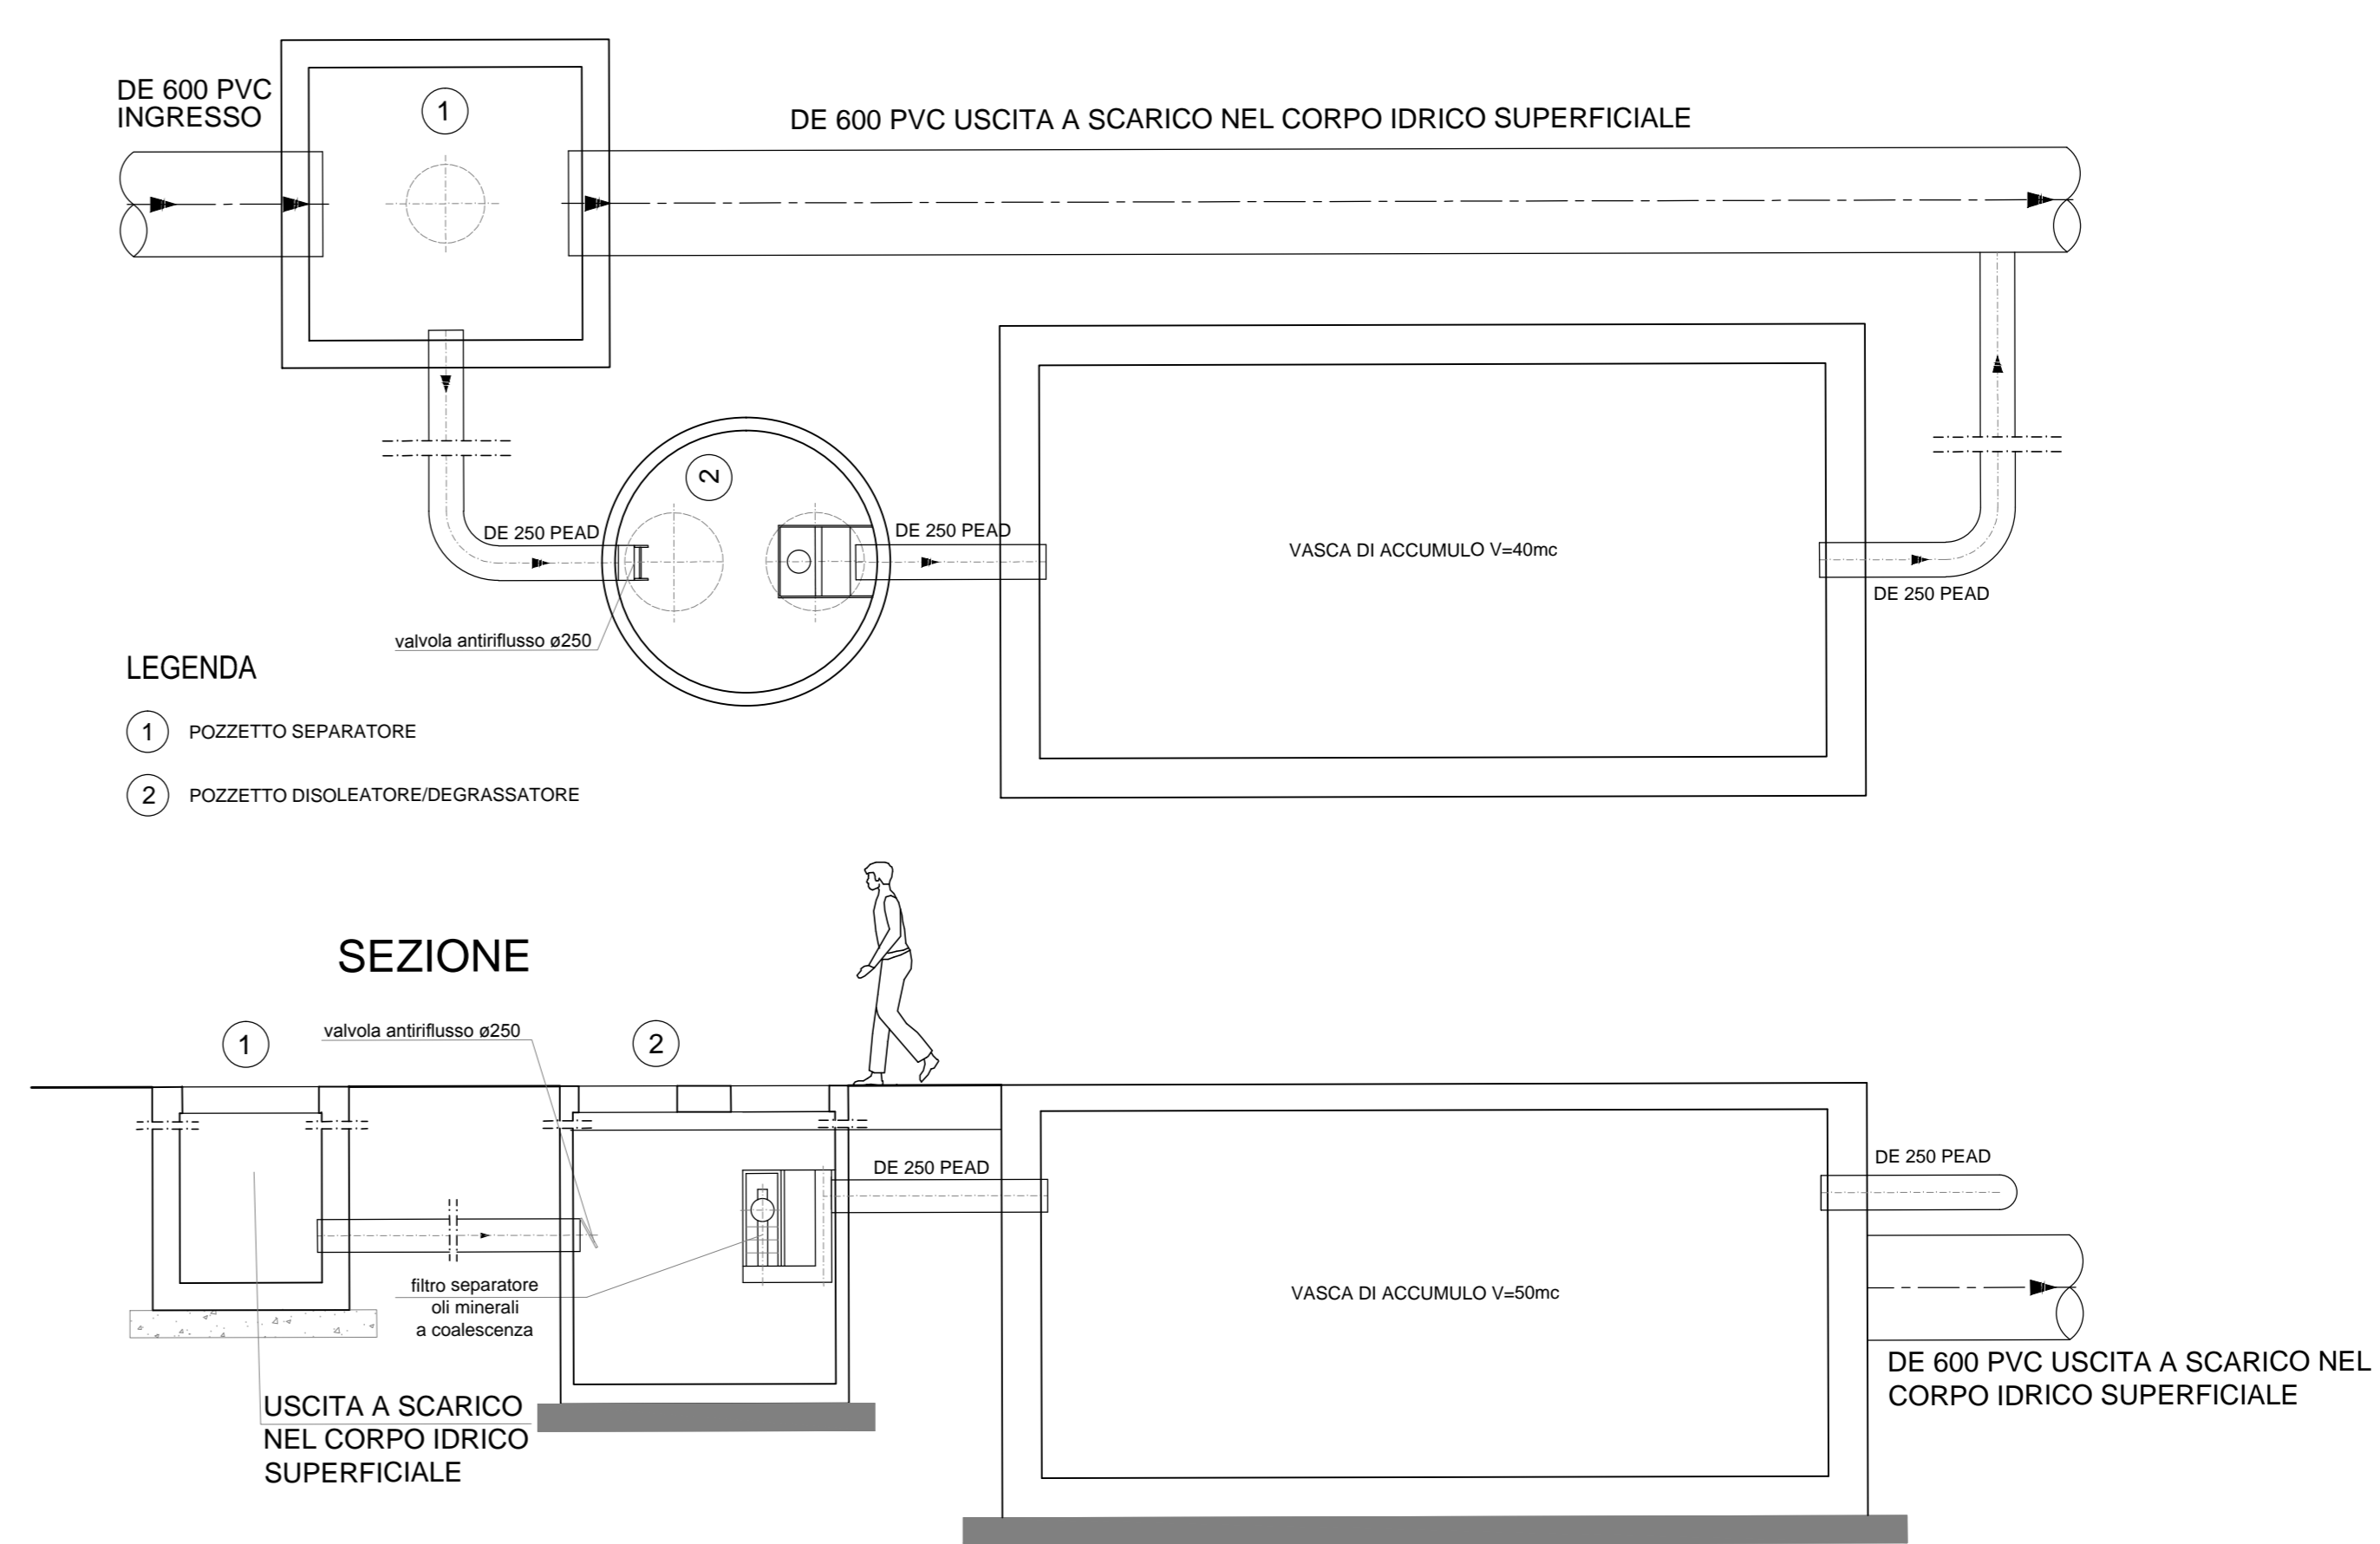 DE 600 PVC
INGRESSO
1
DE 600 PVC USCITA A SCARICO NEL CORPO IDRICO SUPERFICIALE
2
DE 250 PEAD
DE 250 PEAD
VASCA DI ACCUMULO V=40mc
DE 250 PEAD
valvola antiriflusso ø250
LEGENDA
1 POZZETTO SEPARATORE
2 POZZETTO DISOLEATORE/DEGRASSATORE
SEZIONE
1
valvola antiriflusso ø250
2
DE 250 PEAD
DE 250 PEAD
filtro separatore
oli minerali
a coalescenza
VASCA DI ACCUMULO V=50mc
DE 600 PVC USCITA A SCARICO NEL
CORPO IDRICO SUPERFICIALE
USCITA A SCARICO
NEL CORPO IDRICO
SUPERFICIALE